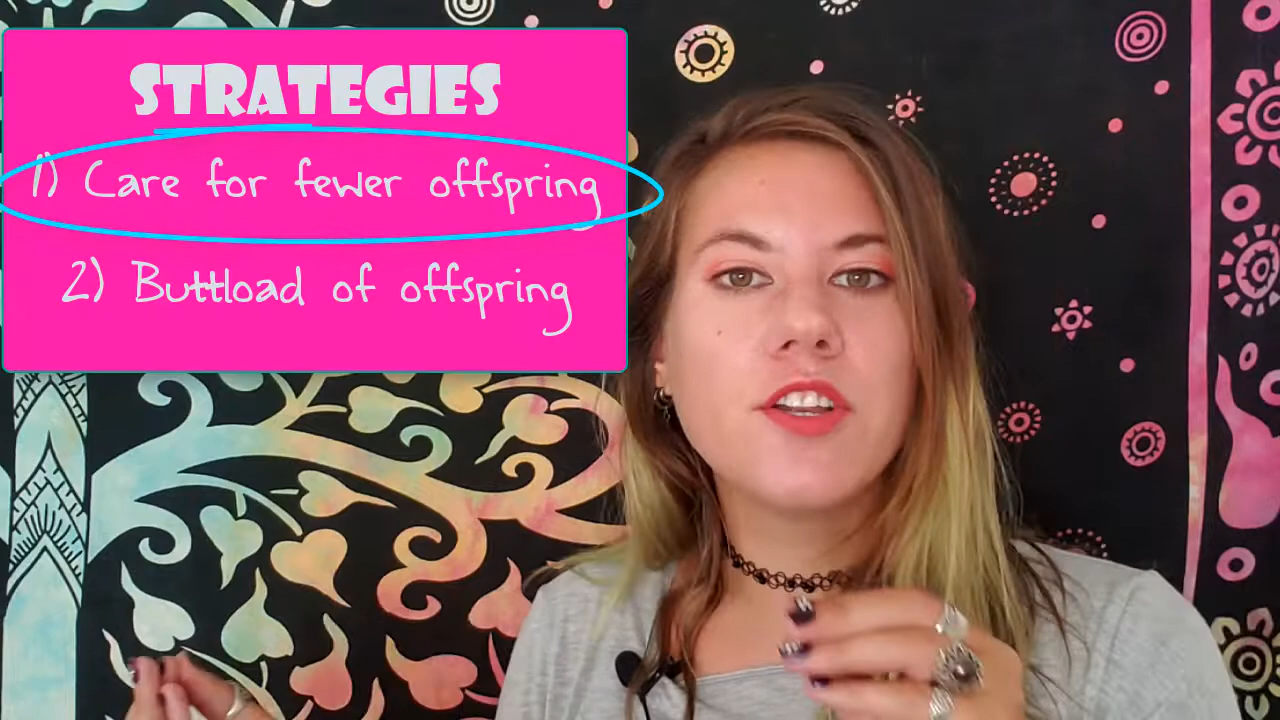 STRATEGIES
1) Care for fewer offspring
2) Buttload of offspring